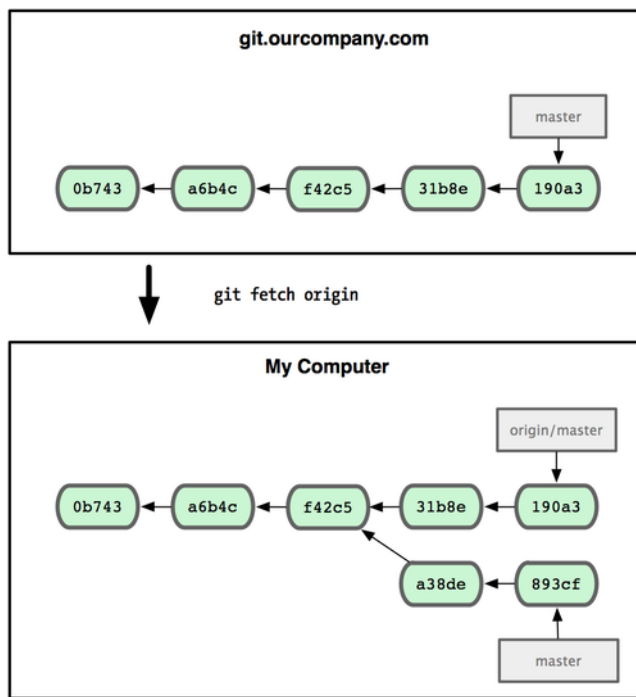 git.ourcompany.com
master
0b743 a6b4c f42c5 31b8e 190a3
git fetch origin
My Computer
origin/master
0b743 a6b4c f42c5 31b8e 190a3
a38de 893cf
master